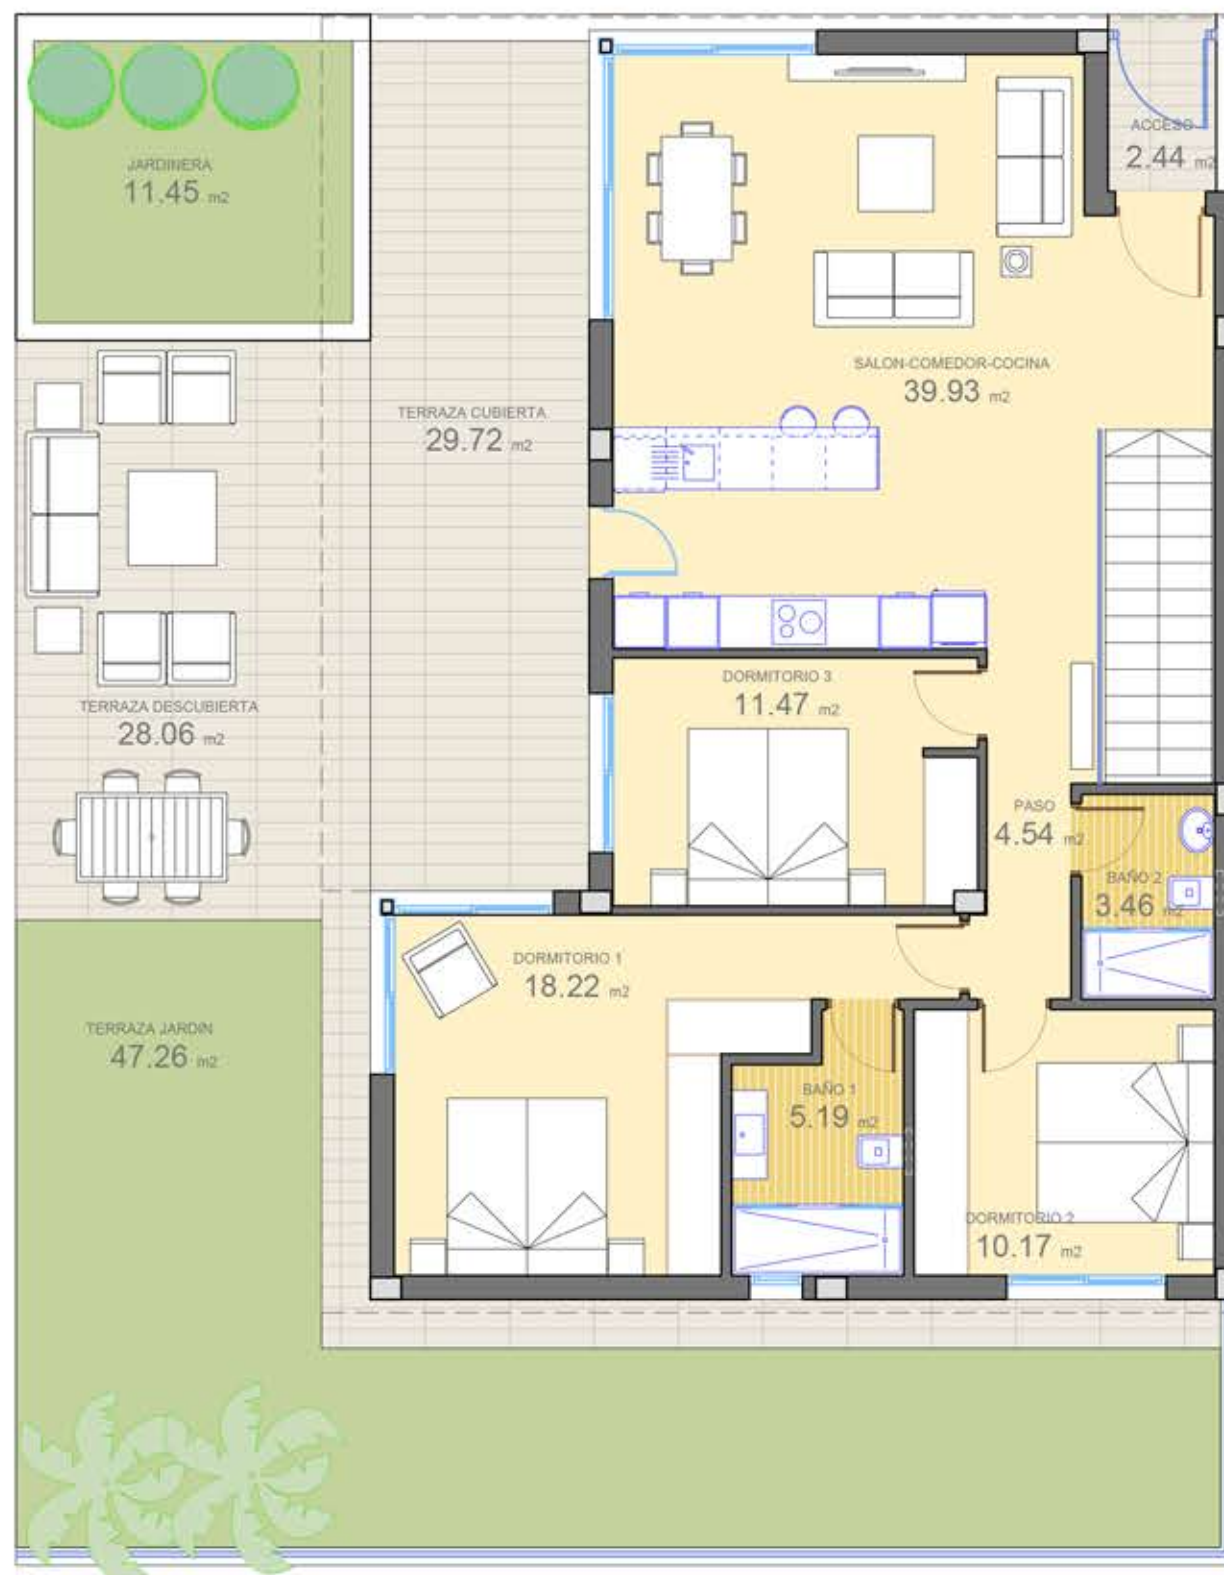 ACCESO
2.44 m2
JARDINERA
11.45 m2
SALON-COMEDOR-COCINA
39.93 m2
TERRAZA CUBIERTA
29.72 m2
DORMITORIO 3
11.47 m2
TERRAZA DESCUBIERTA
28.06 m2
PASO
4.54 m2
BAÑO 2
3.46 m2
DORMITORIO 1
18.22 m2
TERRAZA JARDIN
47.26 m2
BAÑO 1
5.19 m2
DORMITORIO 2
10.17 m2